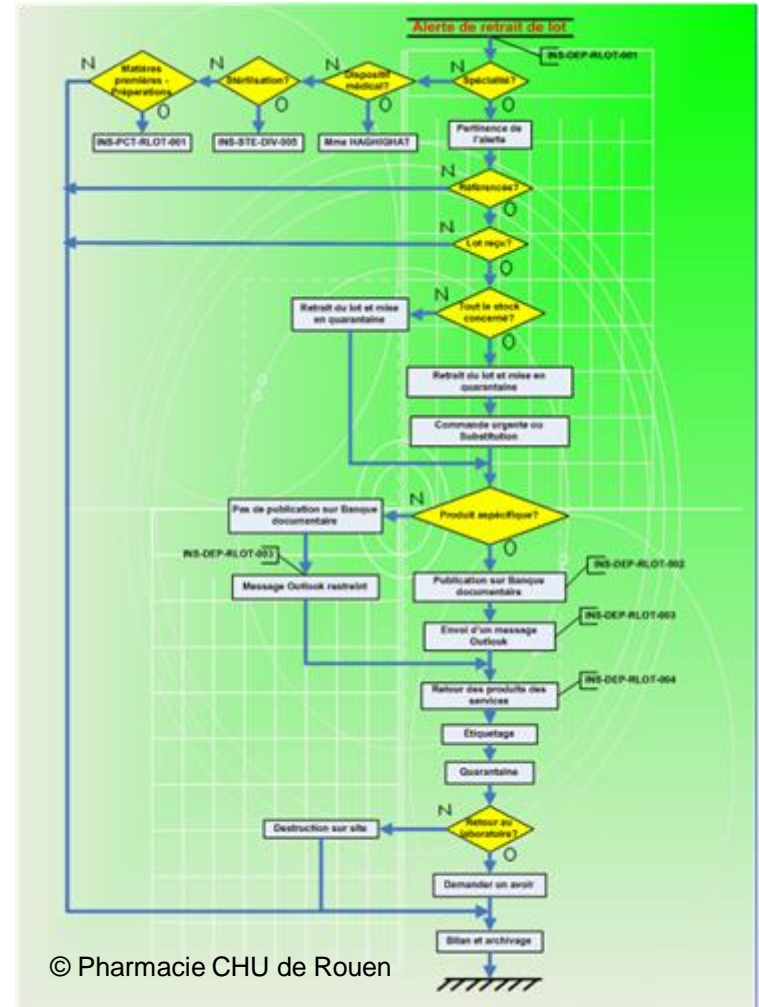 Alerte de retrait de lot
INS-DEP-RLOT-001
N
Matières
premières -
Préparations
O
N
Stérilisation?
O
N
Dispositif
médical?
O
N
Spécialité?
O
INS-PCT-RLOT-001
INS-STE-DIV-005
Mme HAGHIGHAT
Pertinence de
l'alerte
N
Référencée?
O
N
Lot reçu?
O
N
Tout le stock
concerné?
O
Retrait du lot et mise
en quarantaine
Retrait du lot et mise en
quarantaine
Commande urgente ou
Substitution
N
Produit aspécifique?
O
Pas de publication sur Banque
documentaire
INS-DEP-RLOT-003
Message Outlook restreint
INS-DEP-RLOT-002
Publication sur Banque
documentaire
INS-DEP-RLOT-003
Envoi d'un message
Outlouk
INS-DEP-RLOT-004
Retour des produits des
services
Etiquetage
Quarantaine
N
Retour au
laboratoire?
O
Destruction sur site
Demander un avoir
Bilan et archivage
© Pharmacie CHU de Rouen